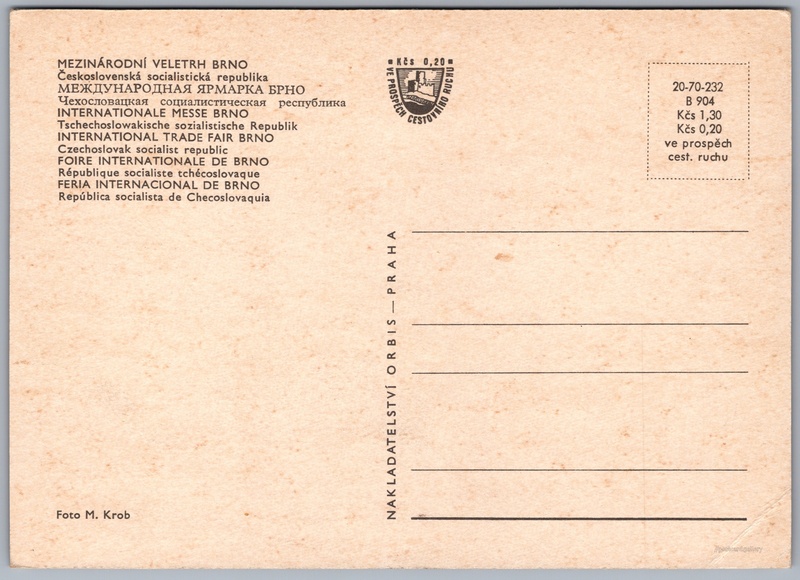 MEZINÁRODNÍ VELETRH BRNO
Československá socialistická republika
МЕЖДУНАРОДНАЯ ЯРМАРКА БРНО
Чехословацкая социалистическая республика
INTERNATIONALE MESSE BRNO
Tschechoslowakische sozialistische Republik
INTERNATIONAL TRADE FAIR BRNO
Czechoslovak socialist republic
FOIRE INTERNATIONALE DE BRNO
République socialiste tchécoslovaque
FERIA INTERNACIONAL DE BRNO
República socialista de Checoslovaquia
Foto M. Krob
NAKLADATELSTVÍ ORBIS — PRAHA
Kčs 0,20
VE PROSPĚCH CESTOVNÍHO RUCHU
20-70-232
B 904
Kčs 1,30
Kčs 0,20
ve prospěch
cest. ruchu